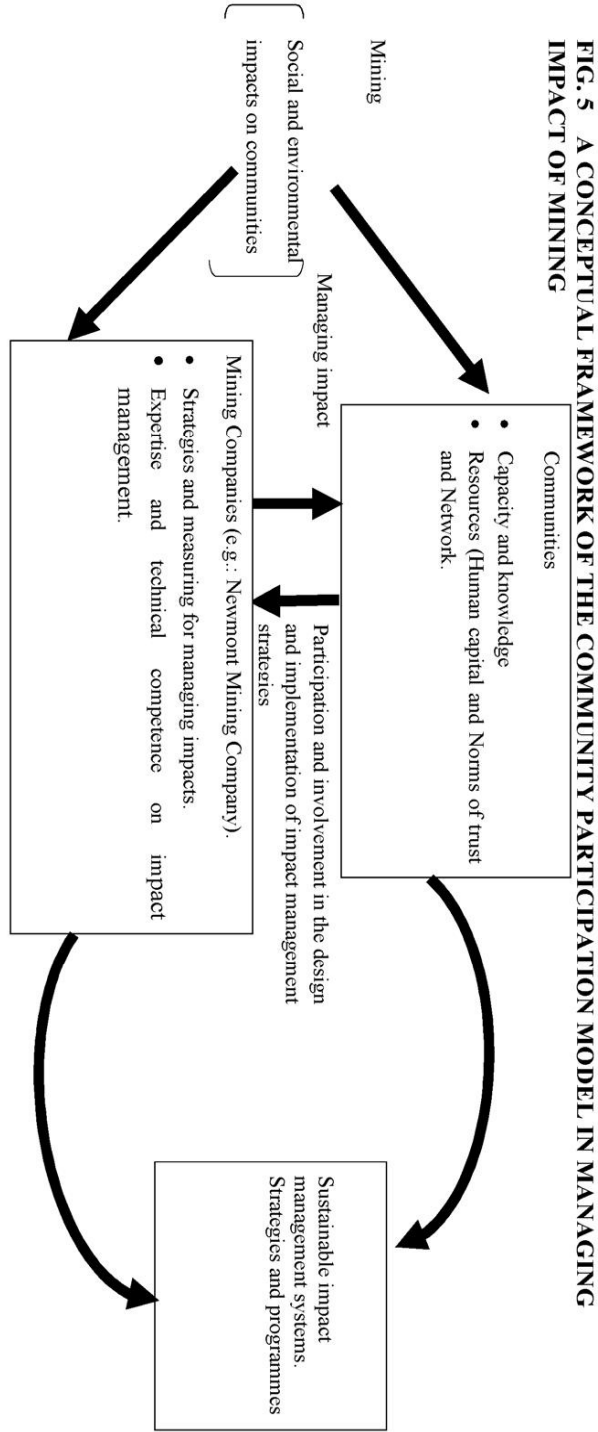 FIG. 5 A CONCEPTUAL FRAMEWORK OF THE COMMUNITY PARTICIPATION MODEL IN MANAGING
IMPACT OF MINING
Mining
Social and environmental
impacts on communities
Managing impact
Communities
• Capacity and knowledge
• Resources (Human capital and Norms of trust
and Network.
Participation and involvement in the design
and implementation of impact management
strategies
Mining Companies (e.g.: Newmont Mining Company).
• Strategies and measuring for managing impacts.
• Expertise and technical competence on impact
management.
Sustainable impact
management systems.
Strategies and programmes